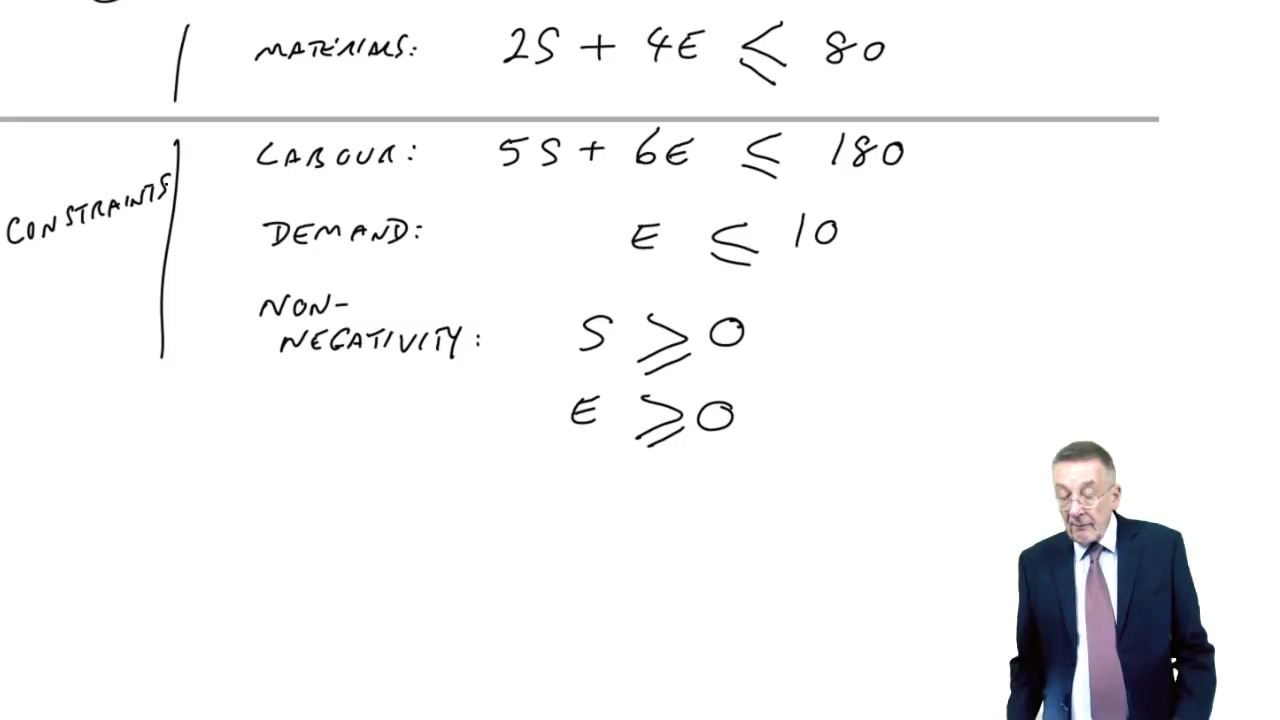 MATERIALS: 2S + 4E ≤ 80
LABOUR: 5S + 6E ≤ 180
CONSTRAINTS
DEMAND: E ≤ 10
NON-
NEGATIVITY: S ≥ 0
E ≥ 0